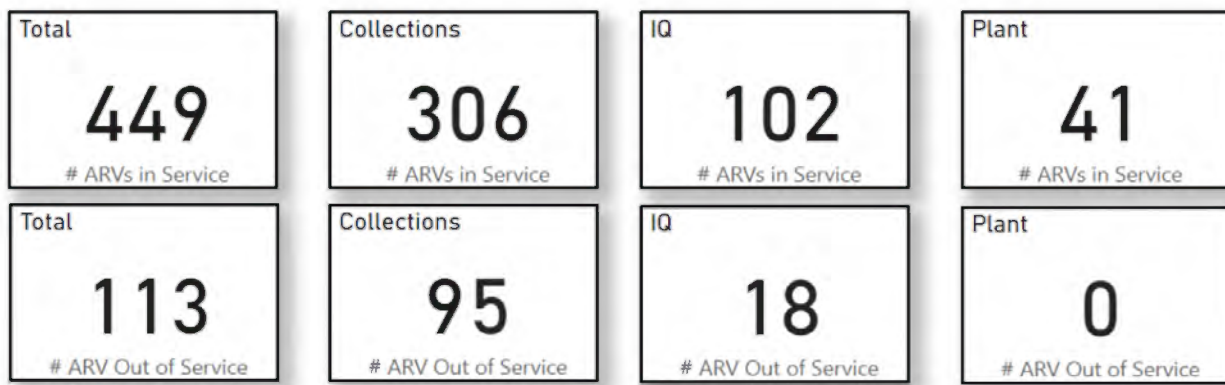 Total
449
# ARVs in Service
Collections
306
# ARVs in Service
IQ
102
# ARVs in Service
Plant
41
# ARVs in Service
Total
113
# ARV Out of Service
Collections
95
# ARV Out of Service
IQ
18
# ARV Out of Service
Plant
0
# ARV Out of Service